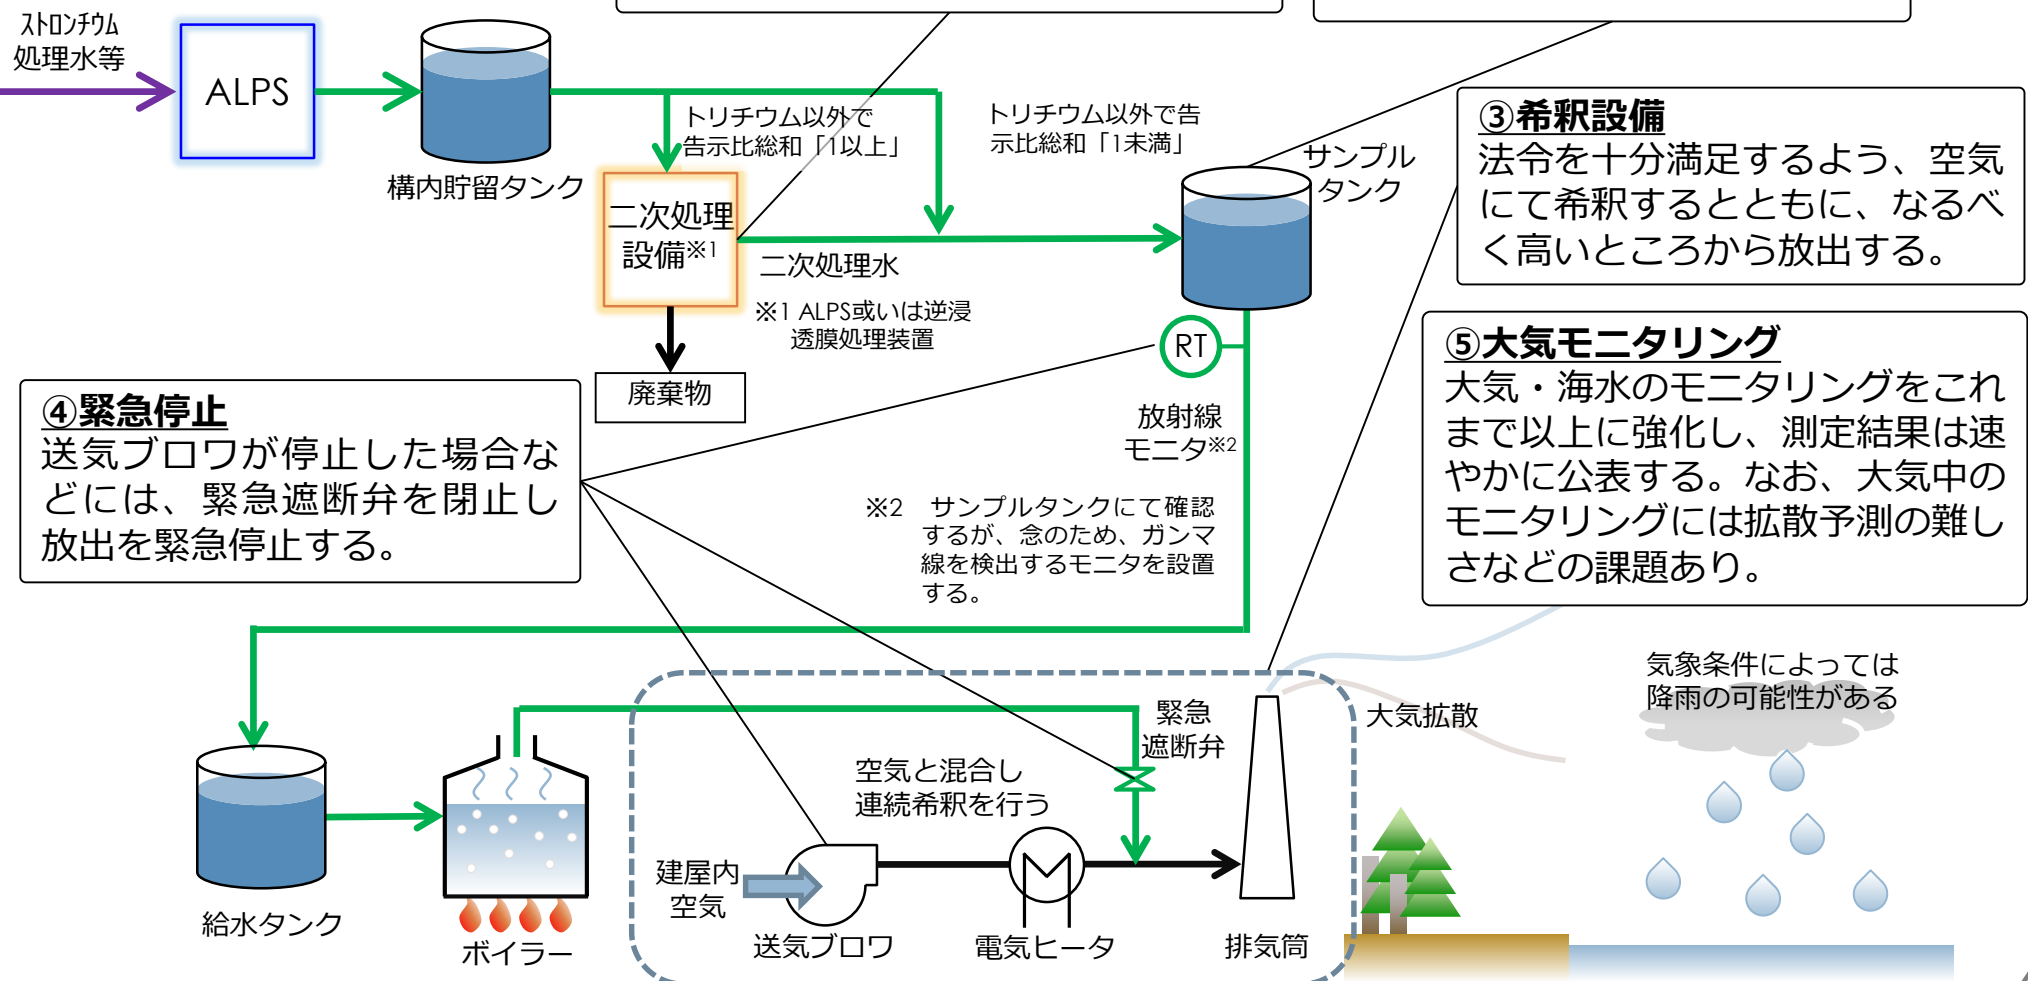 ストロンチウム
処理水等
ALPS
構内貯留タンク
トリチウム以外で
告示比総和「1以上」
トリチウム以外で告
示比総和「1未満」
サンプル
タンク
二次処理
設備※1
二次処理水
※1 ALPS或いは逆浸
透膜処理装置
廃棄物
RT
放射線
モニタ※2
※2　サンプルタンクにて確認
するが、念のため、ガンマ
線を検出するモニタを設置
する。
③希釈設備
法令を十分満足するよう、空気
にて希釈するとともに、なるべ
く高いところから放出する。
⑤大気モニタリング
大気・海水のモニタリングをこれ
まで以上に強化し、測定結果は速
やかに公表する。なお、大気中の
モニタリングには拡散予測の難し
さなどの課題あり。
④緊急停止
送気ブロワが停止した場合な
どには、緊急遮断弁を閉止し
放出を緊急停止する。
給水タンク
ボイラー
空気と混合し
連続希釈を行う
緊急
遮断弁
建屋内
空気
送気ブロワ
電気ヒータ
排気筒
大気拡散
気象条件によっては
降雨の可能性がある